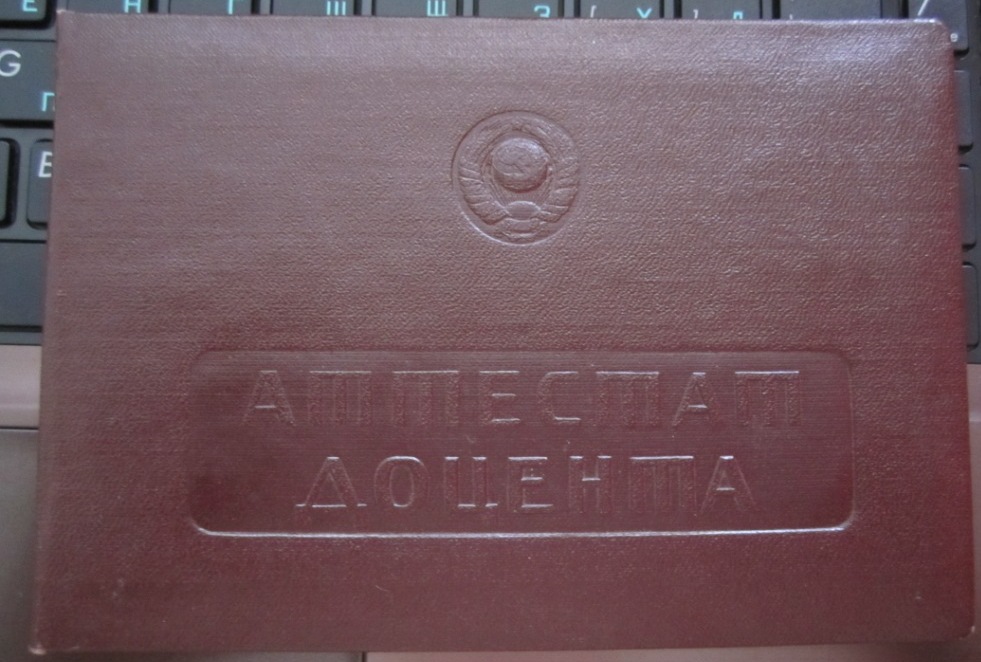 Е Н Г Ш Щ З [ Х
G
П
АТТЕСТАТ
ДОЦЕНТА